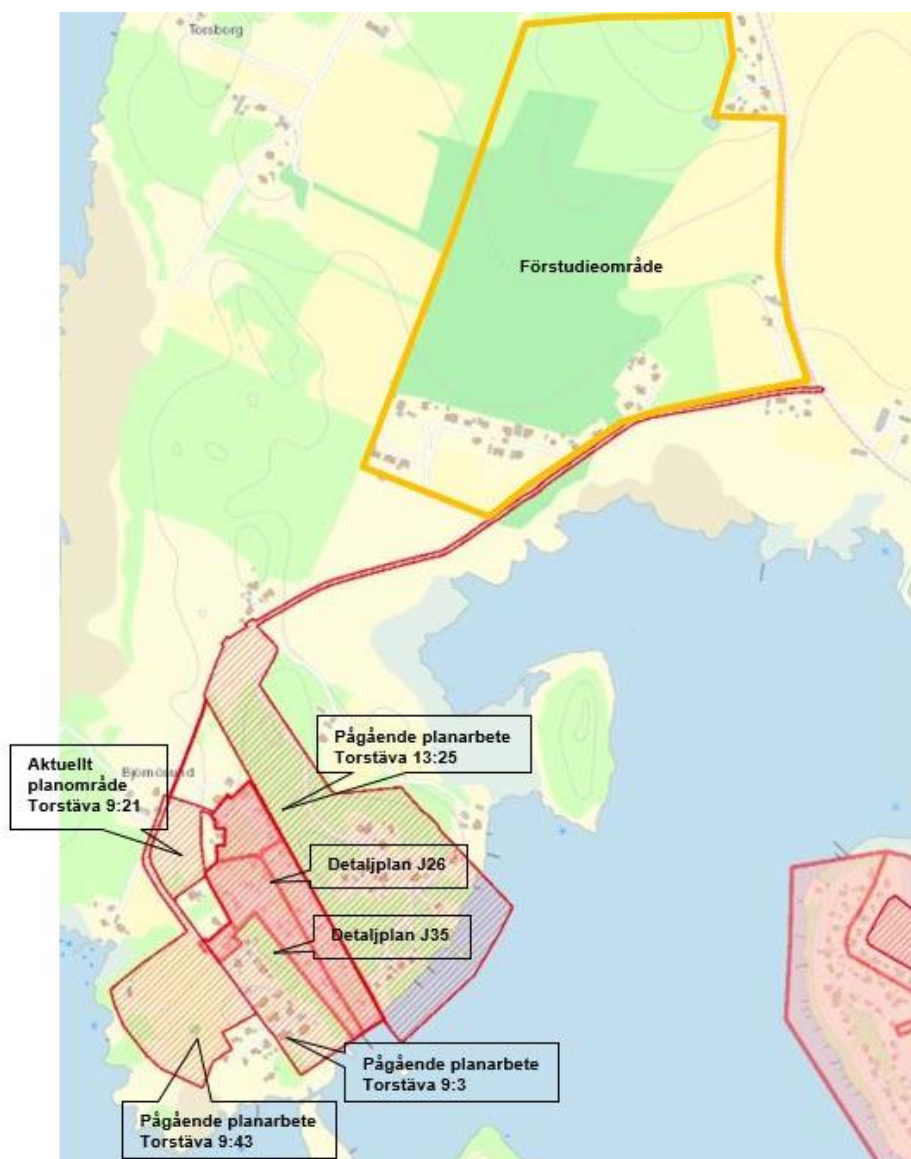 Torsborg
Förstudieområde
Pågående planarbete
Torstäva 13:25
Aktuellt
planområde
Torstäva 9:21
Björnösund
Detaljplan J26
Detaljplan J35
Pågående planarbete
Torstäva 9:3
Pågående planarbete
Torstäva 9:43